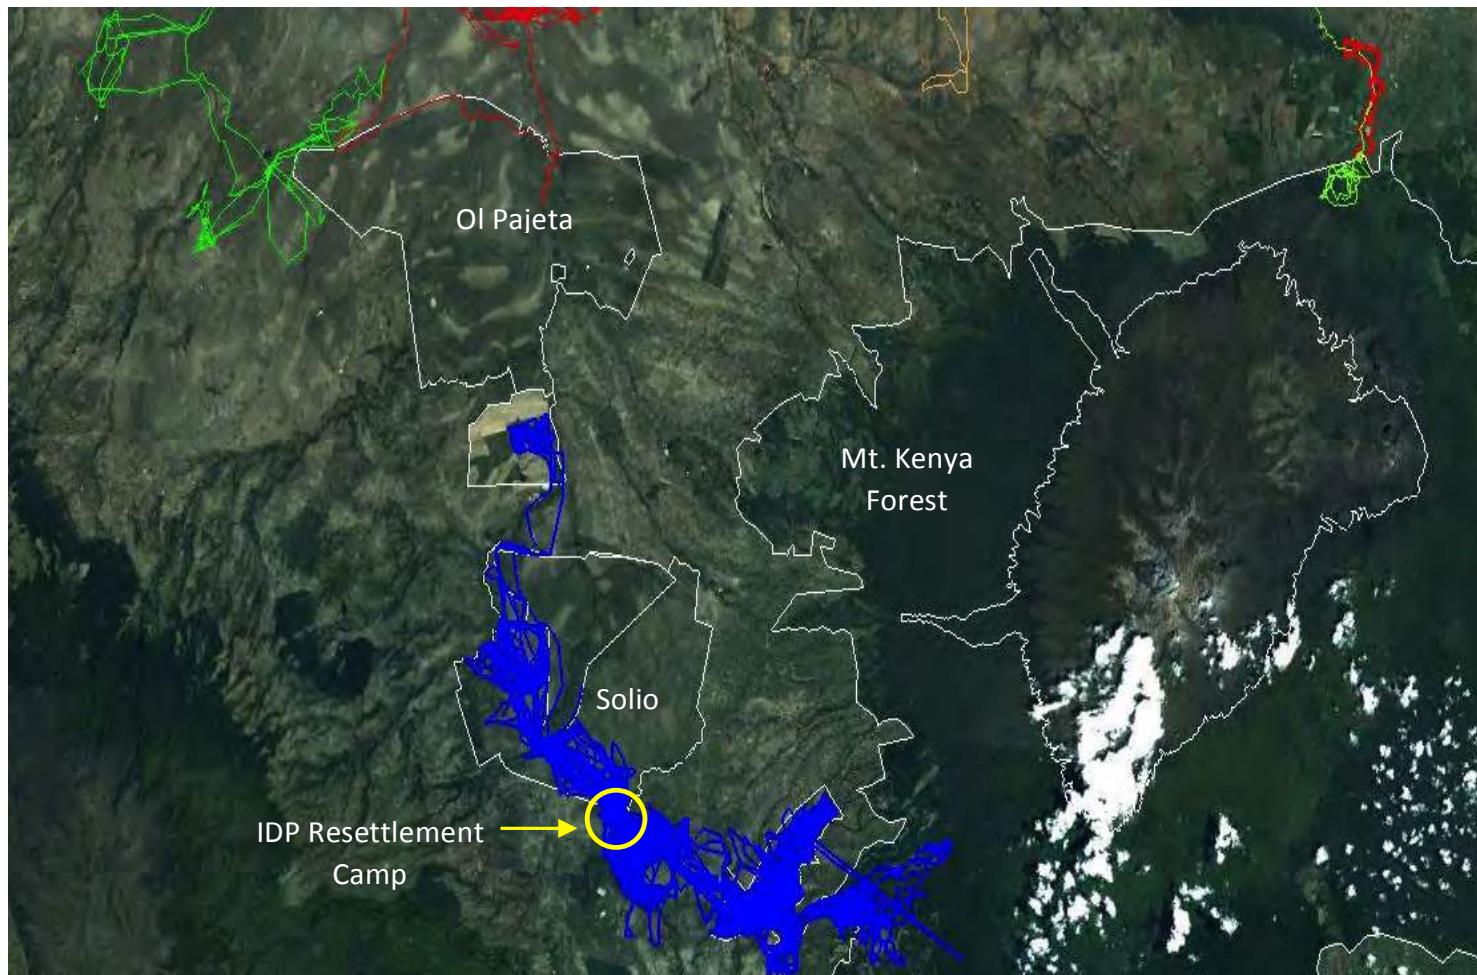 Ol Pajeta
Mt. Kenya
Forest
Solio
IDP Resettlement
Camp